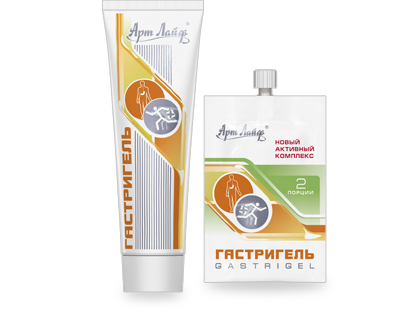 Арт Лайф®
ГАСТРИГЕЛЬ
Арт Лайф®
НОВЫЙ
АКТИВНЫЙ
КОМПЛЕКС
2
ПОРЦИИ
ГАСТРИГЕЛЬ
GASTRIGEL